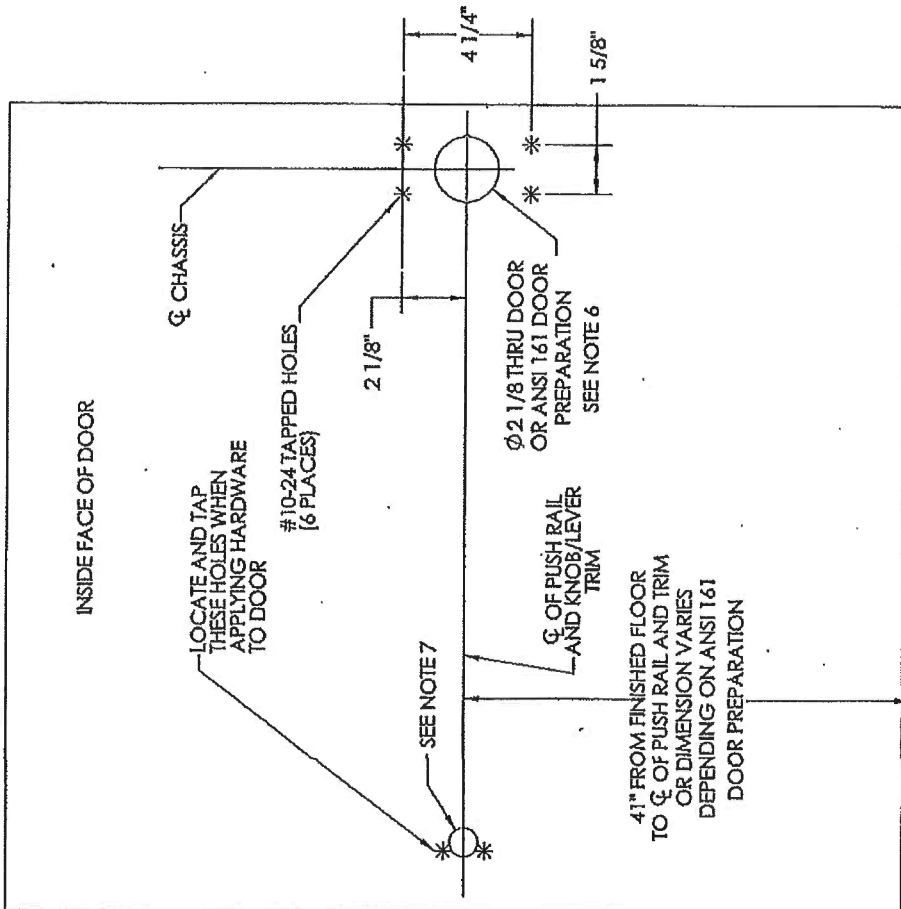 INSIDE FACE OF DOOR
℄ CHASSIS
LOCATE AND TAP
THESE HOLES WHEN
APPLYING HARDWARE
TO DOOR
#10-24 TAPPED HOLES
(6 PLACES)
4 1/4"
1 5/8"
2 1/8"
SEE NOTE 7
Ø2 1/8 THRU DOOR
OR ANSI 161 DOOR
PREPARATION
SEE NOTE 6
℄ OF PUSH RAIL
AND KNOB/LEVER
TRIM
41" FROM FINISHED FLOOR
TO ℄ OF PUSH RAIL AND TRIM
OR DIMENSION VARIES
DEPENDING ON ANSI 161
DOOR PREPARATION